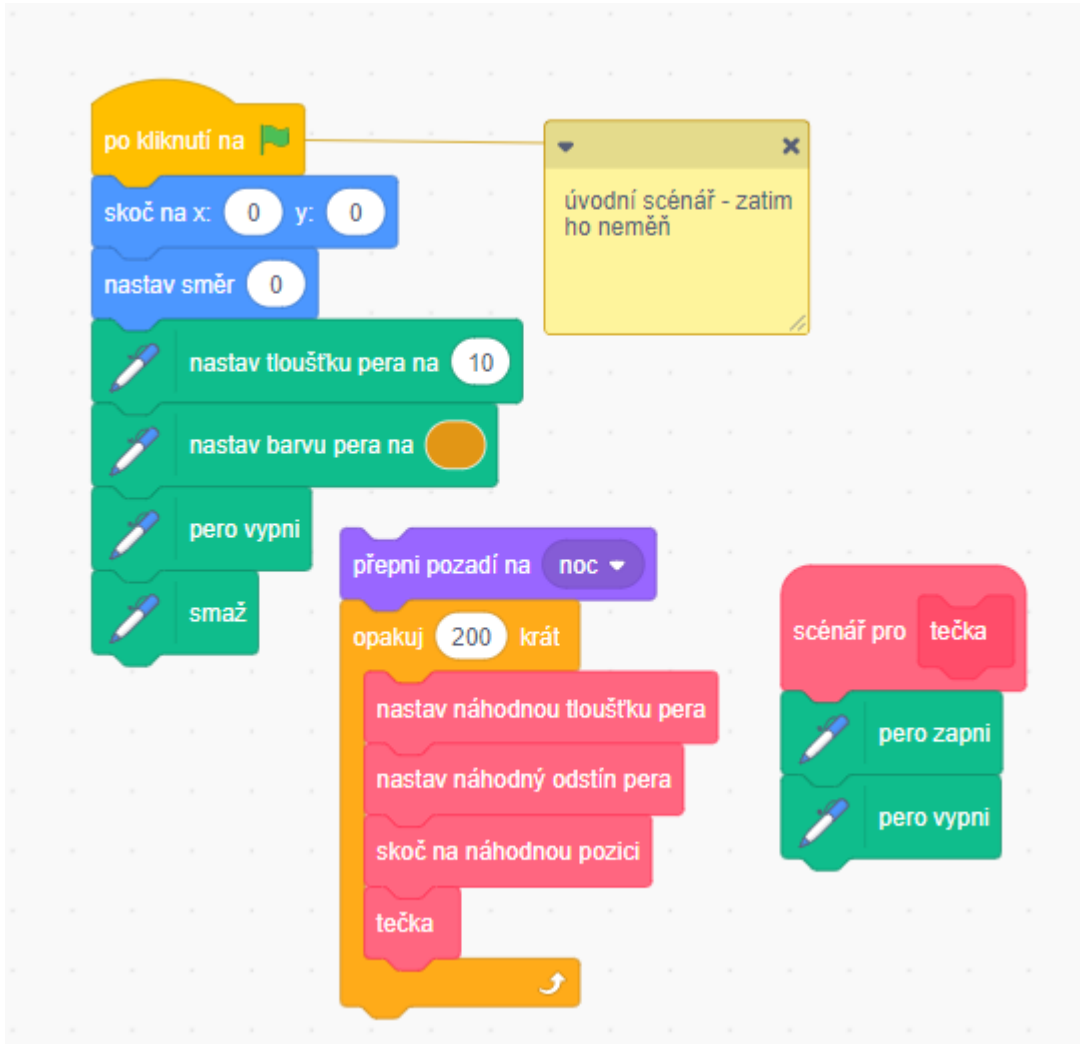 po kliknutí na
skoč na x: 0 y: 0
nastav směr 0
nastav tloušťku pera na 10
nastav barvu pera na
pero vypni
smaž
úvodní scénář - zatim
ho neměň
přepni pozadí na noc
opakuj 200 krát
nastav náhodnou tloušťku pera
nastav náhodný odstín pera
skoč na náhodnou pozici
tečka
scénář pro tečka
pero zapni
pero vypni